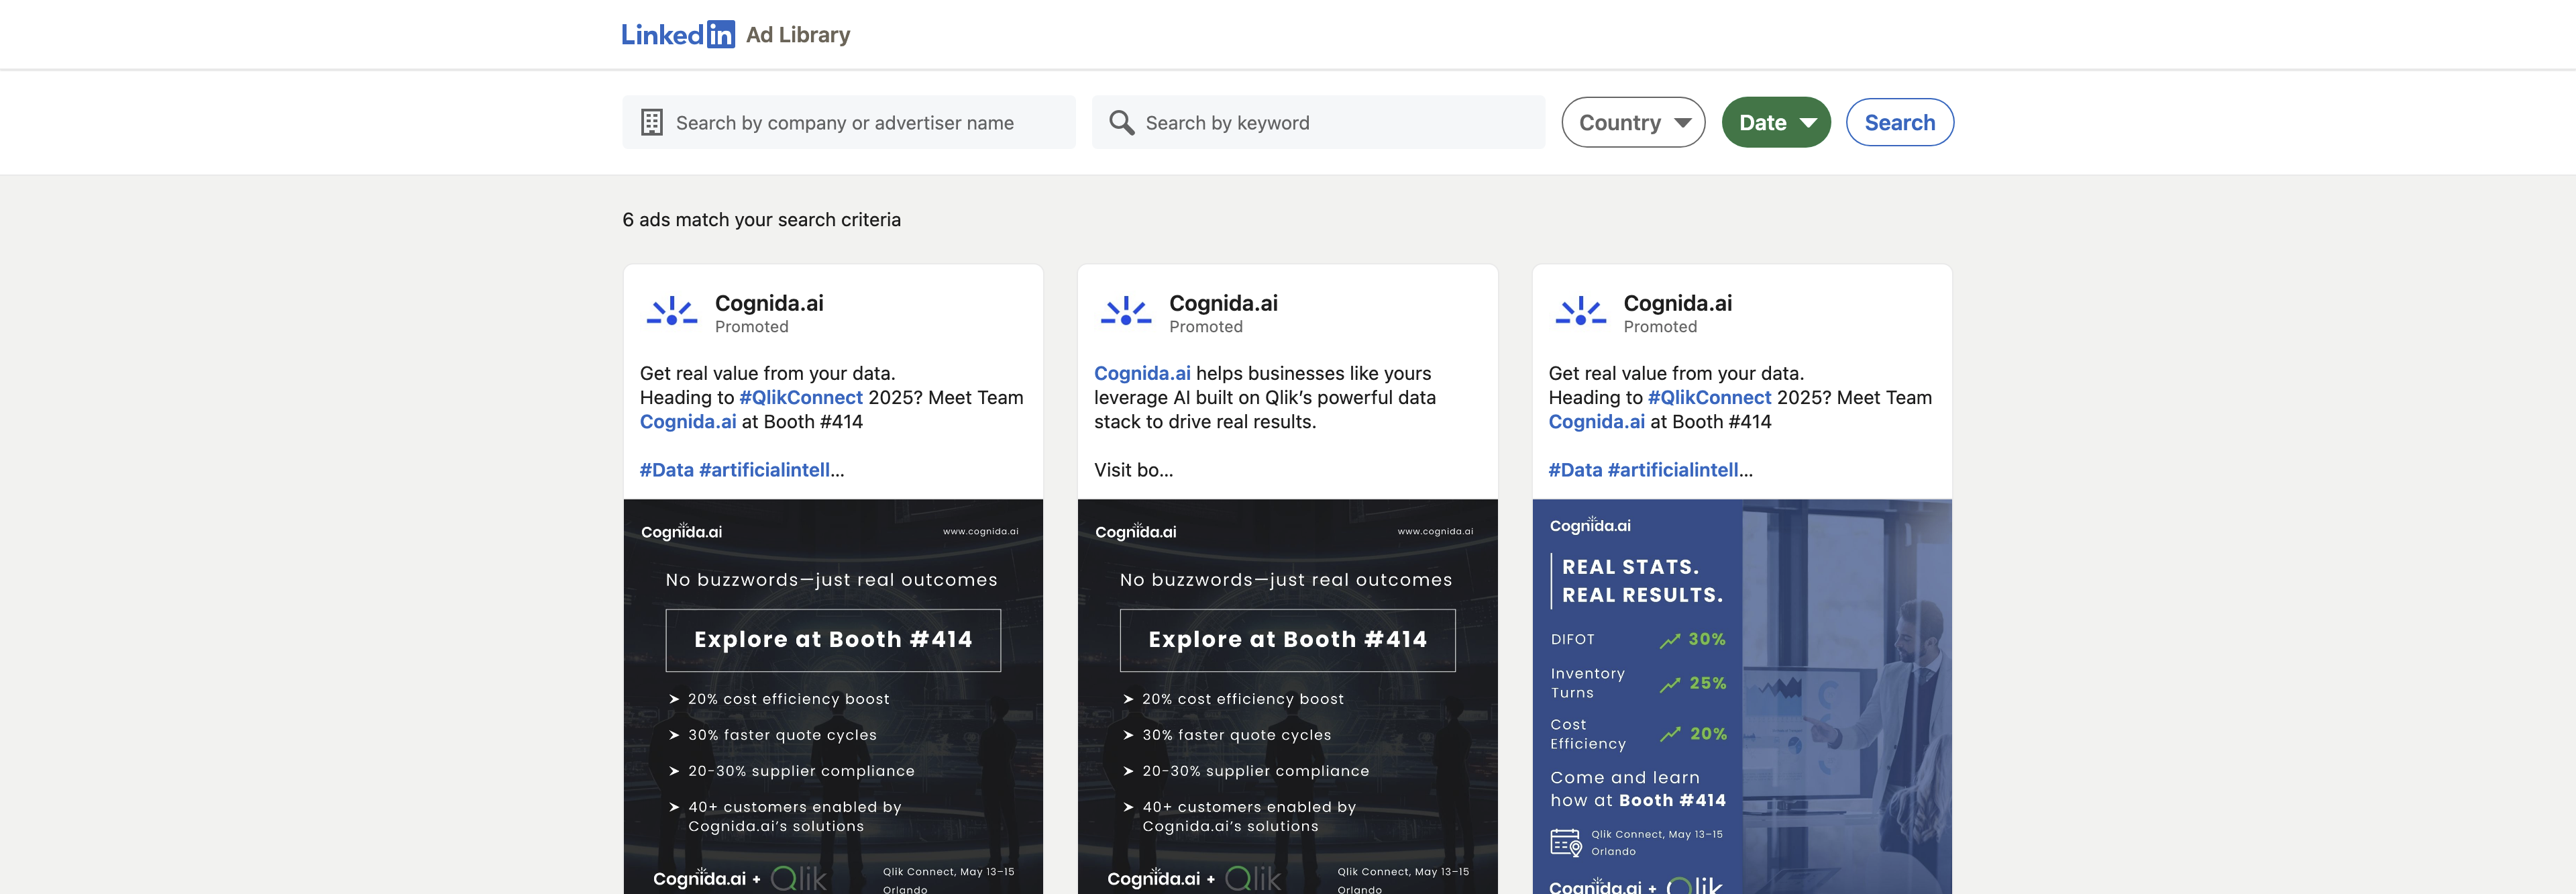 Linked in Ad Library
Search by company or advertiser name
Search by keyword
Country
Date
Search
6 ads match your search criteria
Cognida.ai
Promoted
Get real value from your data.
Heading to #QlikConnect 2025? Meet Team
Cognida.ai at Booth #414
#Data #artificialintell...
Cognida.ai
www.cognida.ai
No buzzwords—just real outcomes
Explore at Booth #414
➤ 20% cost efficiency boost
➤ 30% faster quote cycles
➤ 20-30% supplier compliance
➤ 40+ customers enabled by
Cognida.ai's solutions
Cognida.ai + Qlik
Qlik Connect, May 13–15
Orlando
Cognida.ai
Promoted
Cognida.ai helps businesses like yours
leverage AI built on Qlik’s powerful data
stack to drive real results.
Visit bo...
Cognida.ai
www.cognida.ai
No buzzwords—just real outcomes
Explore at Booth #414
➤ 20% cost efficiency boost
➤ 30% faster quote cycles
➤ 20-30% supplier compliance
➤ 40+ customers enabled by
Cognida.ai's solutions
Cognida.ai + Qlik
Qlik Connect, May 13–15
Orlando
Cognida.ai
Promoted
Get real value from your data.
Heading to #QlikConnect 2025? Meet Team
Cognida.ai at Booth #414
#Data #artificialintell...
Cognida.ai
REAL STATS.
REAL RESULTS.
DIFOT 30%
Inventory
Turns 25%
Cost
Efficiency 20%
Come and learn
how at Booth #414
Qlik Connect, May 13–15
Orlando
Cognida.ai + Qlik